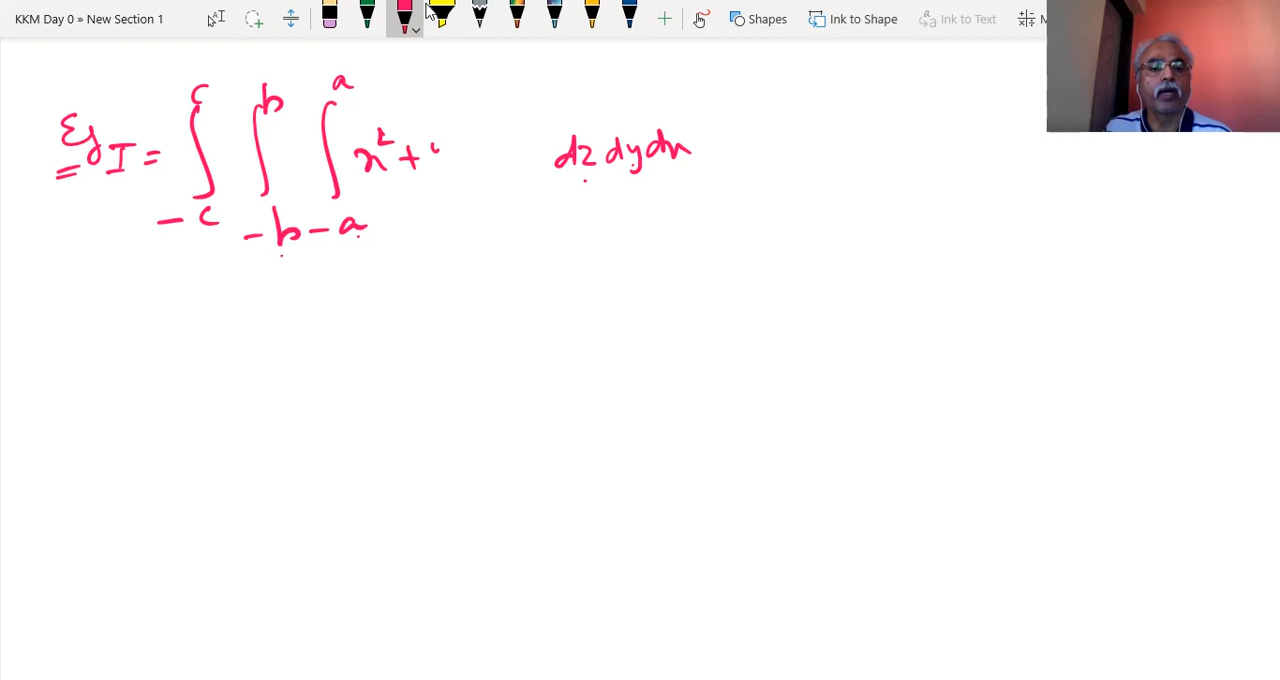 KKM Day 0 » New Section 1
Shapes
Ink to Shape
Ink to Text
M
Eg I = ∫_{-c}^{c} ∫_{-b}^{b} ∫_{-a}^{a} x² + dz dy dx